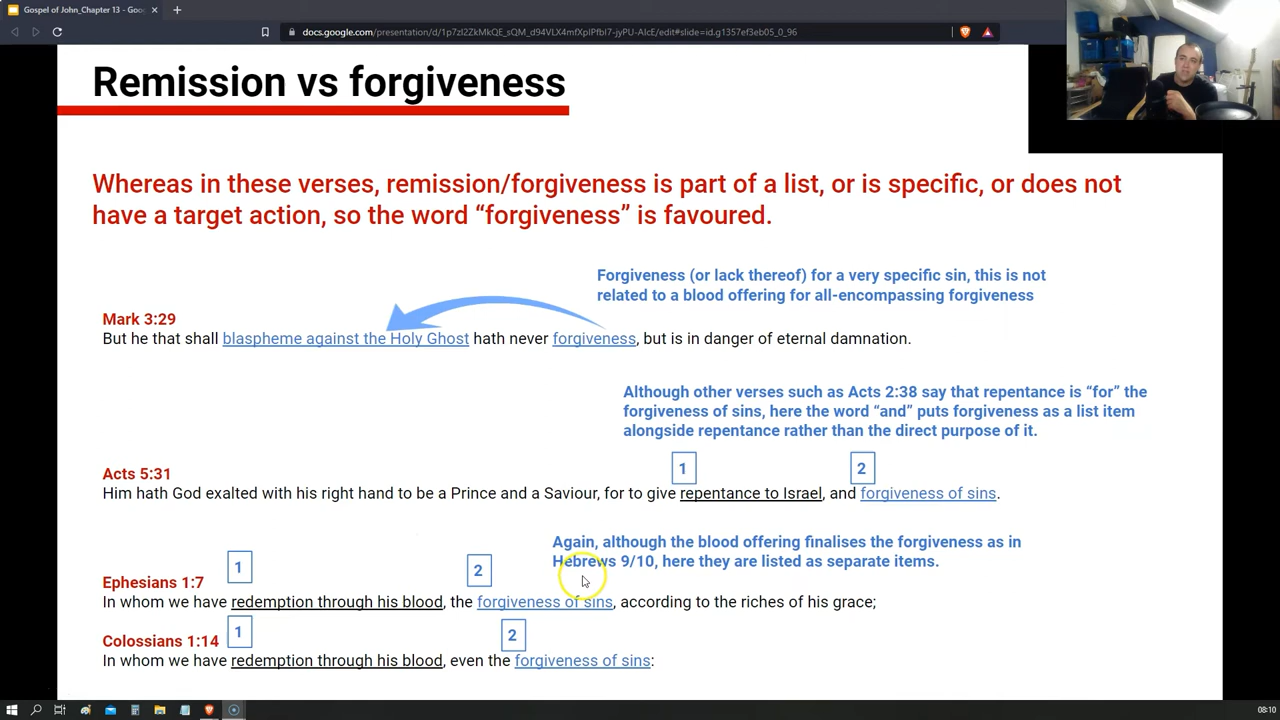 Gospel of John_Chapter 13 - Goo
docs.google.com/presentation/d/1p7zI2ZkMkQE_sQM_d94VLX4mfXpIPfbI7-jyPU-AIcE/edit#slide=id.g1357ef3eb05_0_96
Remission vs forgiveness
Whereas in these verses, remission/forgiveness is part of a list, or is specific, or does not
have a target action, so the word “forgiveness” is favoured.
Forgiveness (or lack thereof) for a very specific sin, this is not
related to a blood offering for all-encompassing forgiveness
Mark 3:29
But he that shall blaspheme against the Holy Ghost hath never forgiveness, but is in danger of eternal damnation.
Although other verses such as Acts 2:38 say that repentance is “for” the
forgiveness of sins, here the word “and” puts forgiveness as a list item
alongside repentance rather than the direct purpose of it.
1 2
Acts 5:31
Him hath God exalted with his right hand to be a Prince and a Saviour, for to give repentance to Israel, and forgiveness of sins.
Again, although the blood offering finalises the forgiveness as in
Hebrews 9/10, here they are listed as separate items.
1 2
Ephesians 1:7
In whom we have redemption through his blood, the forgiveness of sins, according to the riches of his grace;
1 2
Colossians 1:14
In whom we have redemption through his blood, even the forgiveness of sins:
08:10